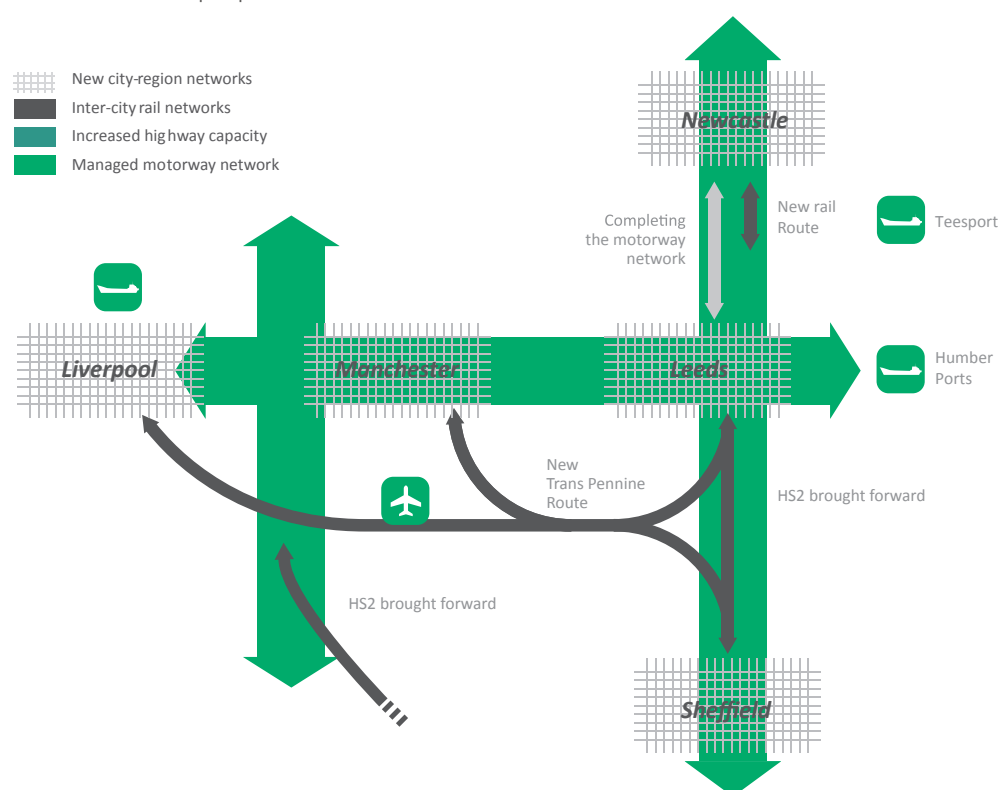 New city-region networks
Inter-city rail networks
Increased highway capacity
Managed motorway network
Newcastle
Completing
the motorway
network
New rail
Route
Teesport
Liverpool
Manchester
Leeds
Humber
Ports
New
Trans Pennine
Route
HS2 brought forward
HS2 brought forward
Sheffield